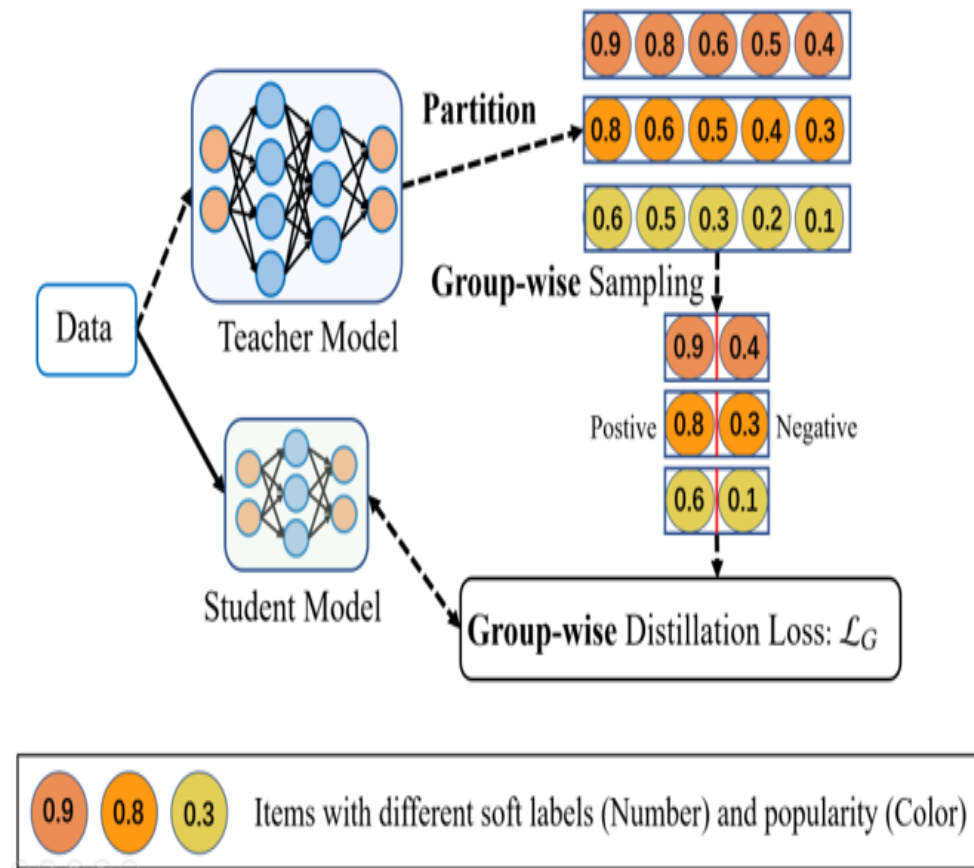 0.9 0.8 0.6 0.5 0.4
Partition
0.8 0.6 0.5 0.4 0.3
0.6 0.5 0.3 0.2 0.1
Group-wise Sampling
Data
Teacher Model
0.9 0.4
Postive 0.8 0.3 Negative
0.6 0.1
Student Model
Group-wise Distillation Loss: ℒ_G
0.9 0.8 0.3 Items with different soft labels (Number) and popularity (Color)